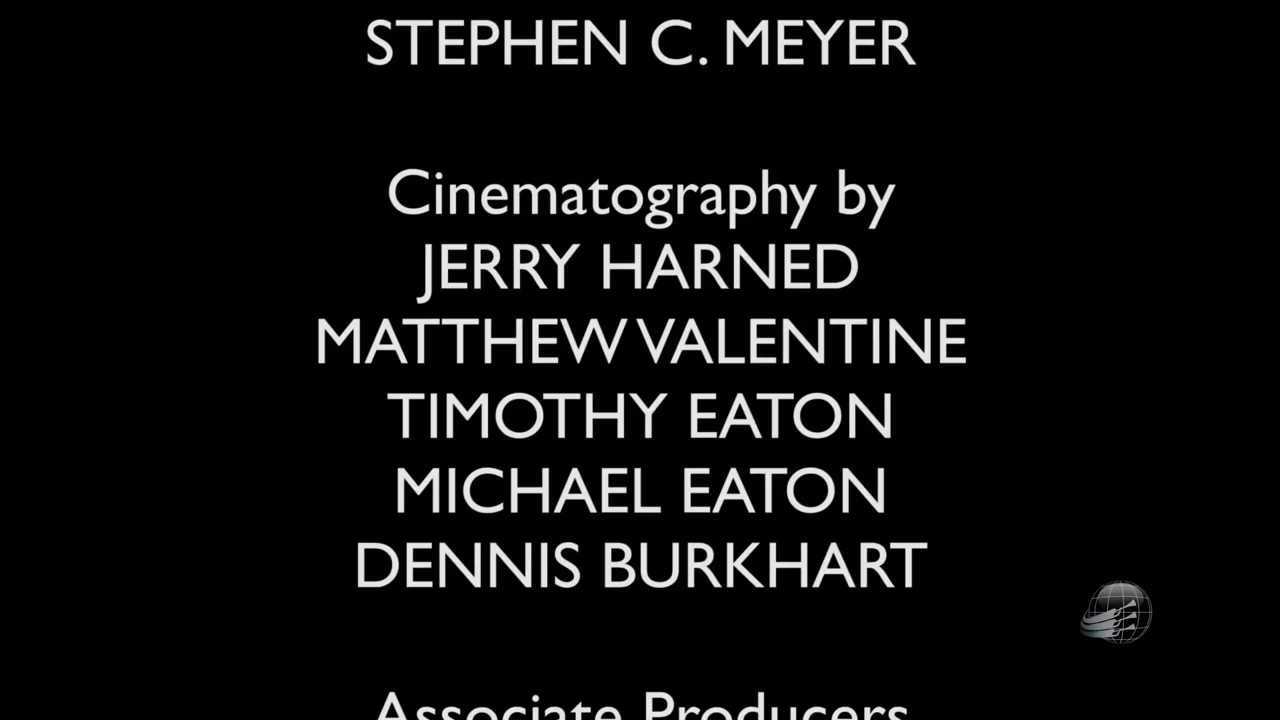 STEPHEN C. MEYER
Cinematography by
JERRY HARNED
MATTHEW VALENTINE
TIMOTHY EATON
MICHAEL EATON
DENNIS BURKHART
Associate Producers